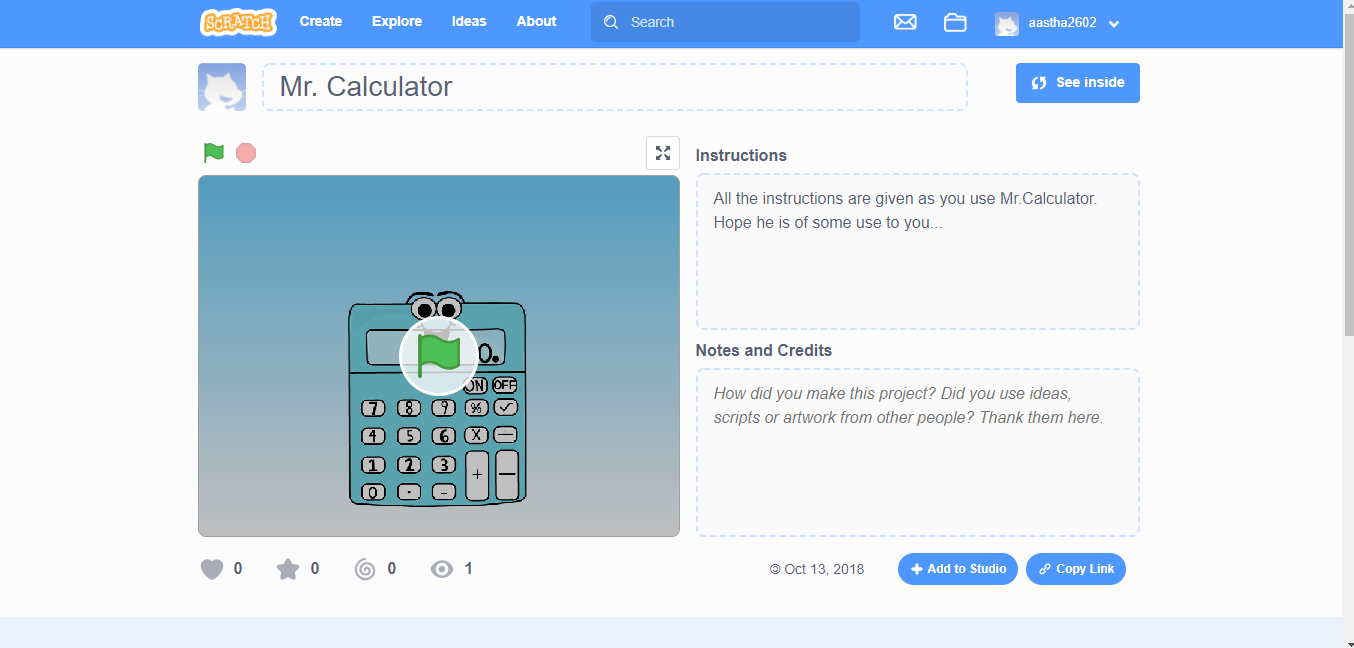 SCRATCH Create Explore Ideas About Search aastha2602
Mr. Calculator
See inside
Instructions
All the instructions are given as you use Mr.Calculator.
Hope he is of some use to you...
0.
ON OFF
7 8 9 % ✓
4 5 6 X —
1 2 3
+ —
0 . –
Notes and Credits
How did you make this project? Did you use ideas,
scripts or artwork from other people? Thank them here.
0 0 0 1
© Oct 13, 2018
Add to Studio
Copy Link